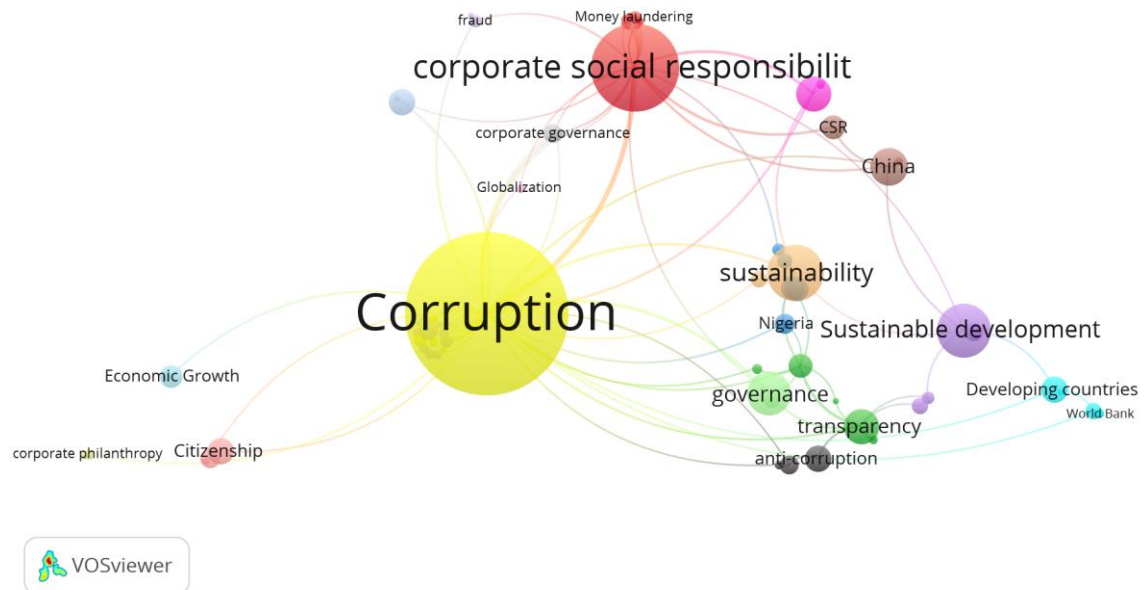 fraud
Money laundering
corporate social responsibilit
corporate governance
CSR
China
Globalization
sustainability
Corruption
Nigeria
Sustainable development
Economic Growth
governance
Developing countries
World Bank
transparency
corporate philanthropy
Citizenship
anti-corruption
VOSviewer